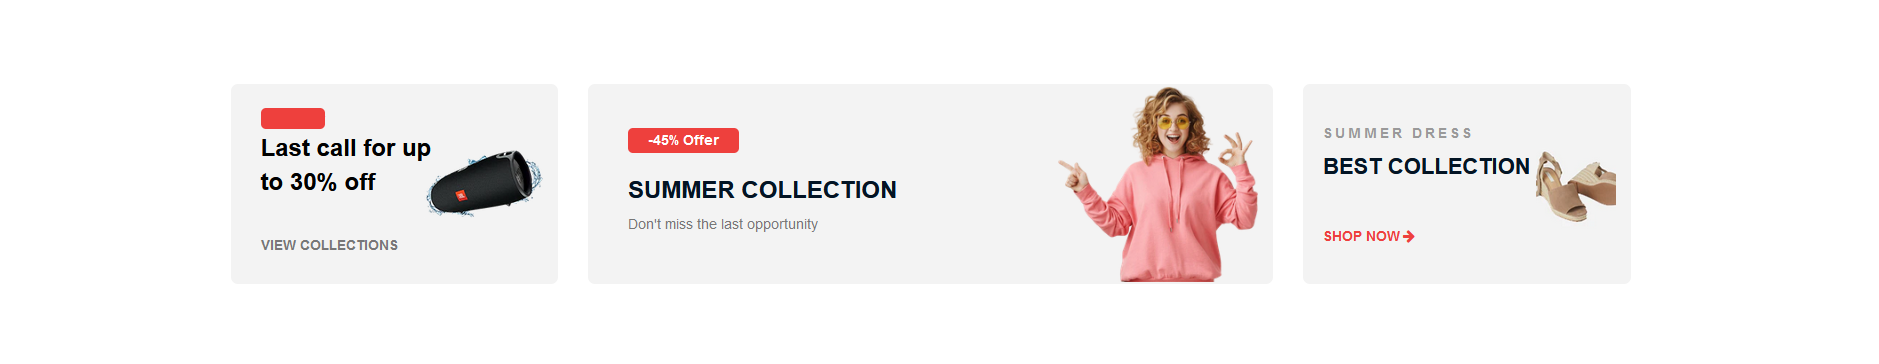 Last call for up
to 30% off
VIEW COLLECTIONS
-45% Offer
SUMMER COLLECTION
Don't miss the last opportunity
SUMMER DRESS
BEST COLLECTION
SHOP NOW